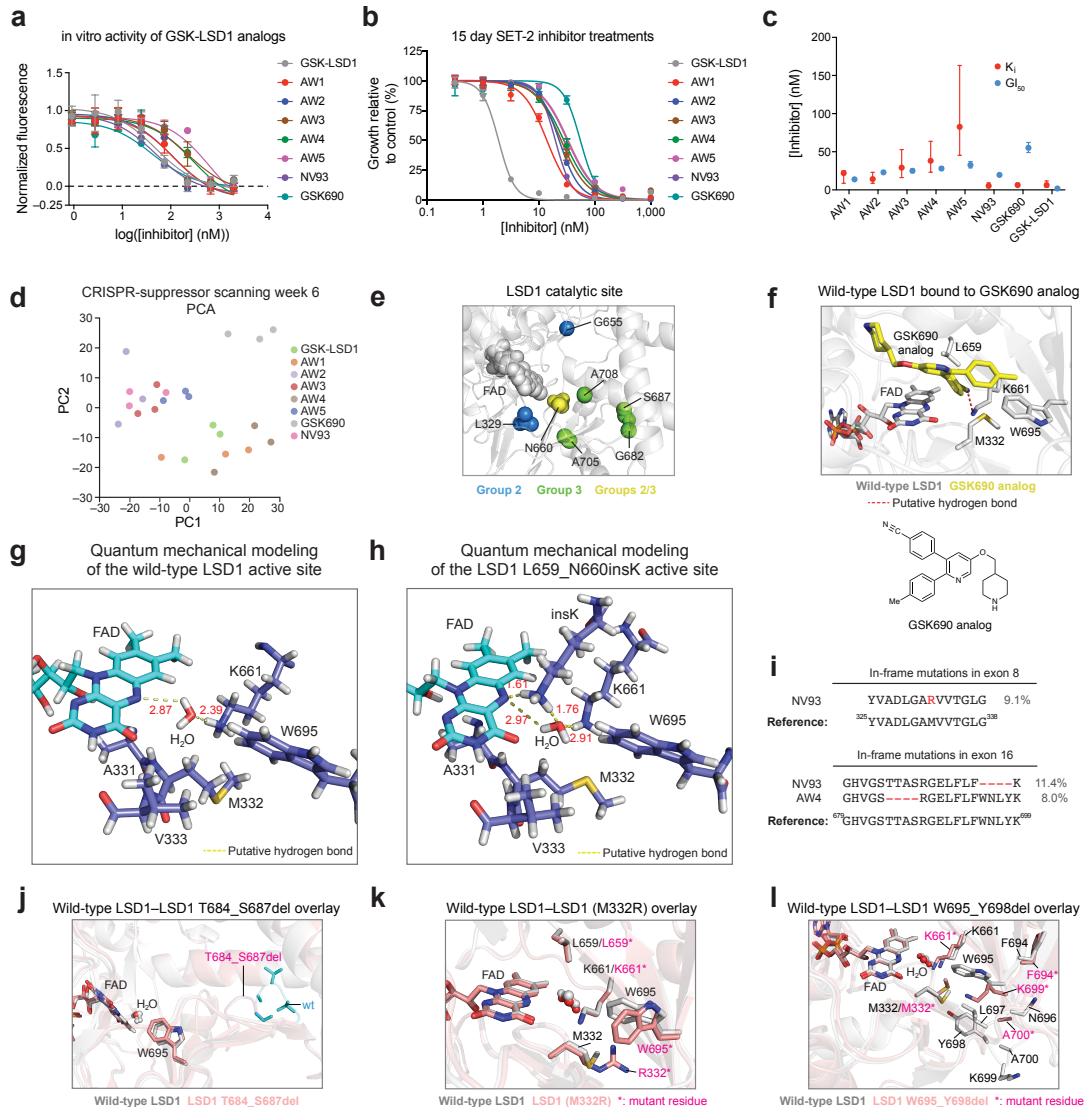 a
in vitro activity of GSK-LSD1 analogs
Normalized fluorescence
1.5
1.0
0.5
0.0
−0.25
0 1 2 3 4
log([inhibitor] (nM))
GSK-LSD1
AW1
AW2
AW3
AW4
AW5
NV93
GSK690
b
15 day SET-2 inhibitor treatments
Growth relative
to control (%)
125
100
75
50
25
0
0.1 1 10 100 1,000
[Inhibitor] (nM)
GSK-LSD1
AW1
AW2
AW3
AW4
AW5
NV93
GSK690
c
[Inhibitor] (nM)
200
150
100
50
0
AW1 AW2 AW3 AW4 AW5 NV93 GSK690 GSK-LSD1
Ki
GI50
d
CRISPR-suppressor scanning week 6
PCA
PC2
30
20
10
0
−10
−20
−30
−30 −20 −10 0 10 20 30
PC1
GSK-LSD1
AW1
AW2
AW3
AW4
AW5
GSK690
NV93
e
LSD1 catalytic site
G655
FAD
A708
S687
L329
N660
A705
G682
Group 2 Group 3 Groups 2/3
f
Wild-type LSD1 bound to GSK690 analog
GSK690
analog
L659
FAD
K661
W695
M332
Wild-type LSD1 GSK690 analog
Putative hydrogen bond
N
O
N
Me
N
H
GSK690 analog
g
Quantum mechanical modeling
of the wild-type LSD1 active site
FAD
K661
2.87
2.39
W695
H2O
A331
M332
V333
Putative hydrogen bond
h
Quantum mechanical modeling
of the LSD1 L659_N660insK active site
insK
FAD
K661
1.61
1.76
2.97
W695
H2O
2.91
A331
M332
V333
Putative hydrogen bond
i
In-frame mutations in exon 8
NV93 YVADLGARVVTGLG 9.1%
Reference: 325YVADLGAMVVTGLG338
In-frame mutations in exon 16
NV93 GHVGSTTASRGELFLF----K 11.4%
AW4 GHVGS----RGELFLFWNLYK 8.0%
Reference: 679GHVGSTTASRGELFLFWNLYK699
j
Wild-type LSD1–LSD1 T684_S687del overlay
T684_S687del
FAD
H2O
wt
W695
Wild-type LSD1 LSD1 T684_S687del
k
Wild-type LSD1–LSD1 (M332R) overlay
L659/L659*
FAD
K661/K661*
W695
M332
W695*
R332*
Wild-type LSD1 LSD1 (M332R) *: mutant residue
l
Wild-type LSD1–LSD1 W695_Y698del overlay
K661*
K661
H2O
W695
F694
FAD
F694*
K699*
M332/M332*
L697
N696
A700*
Y698
A700
K699
Wild-type LSD1 LSD1 W695_Y698del *: mutant residue